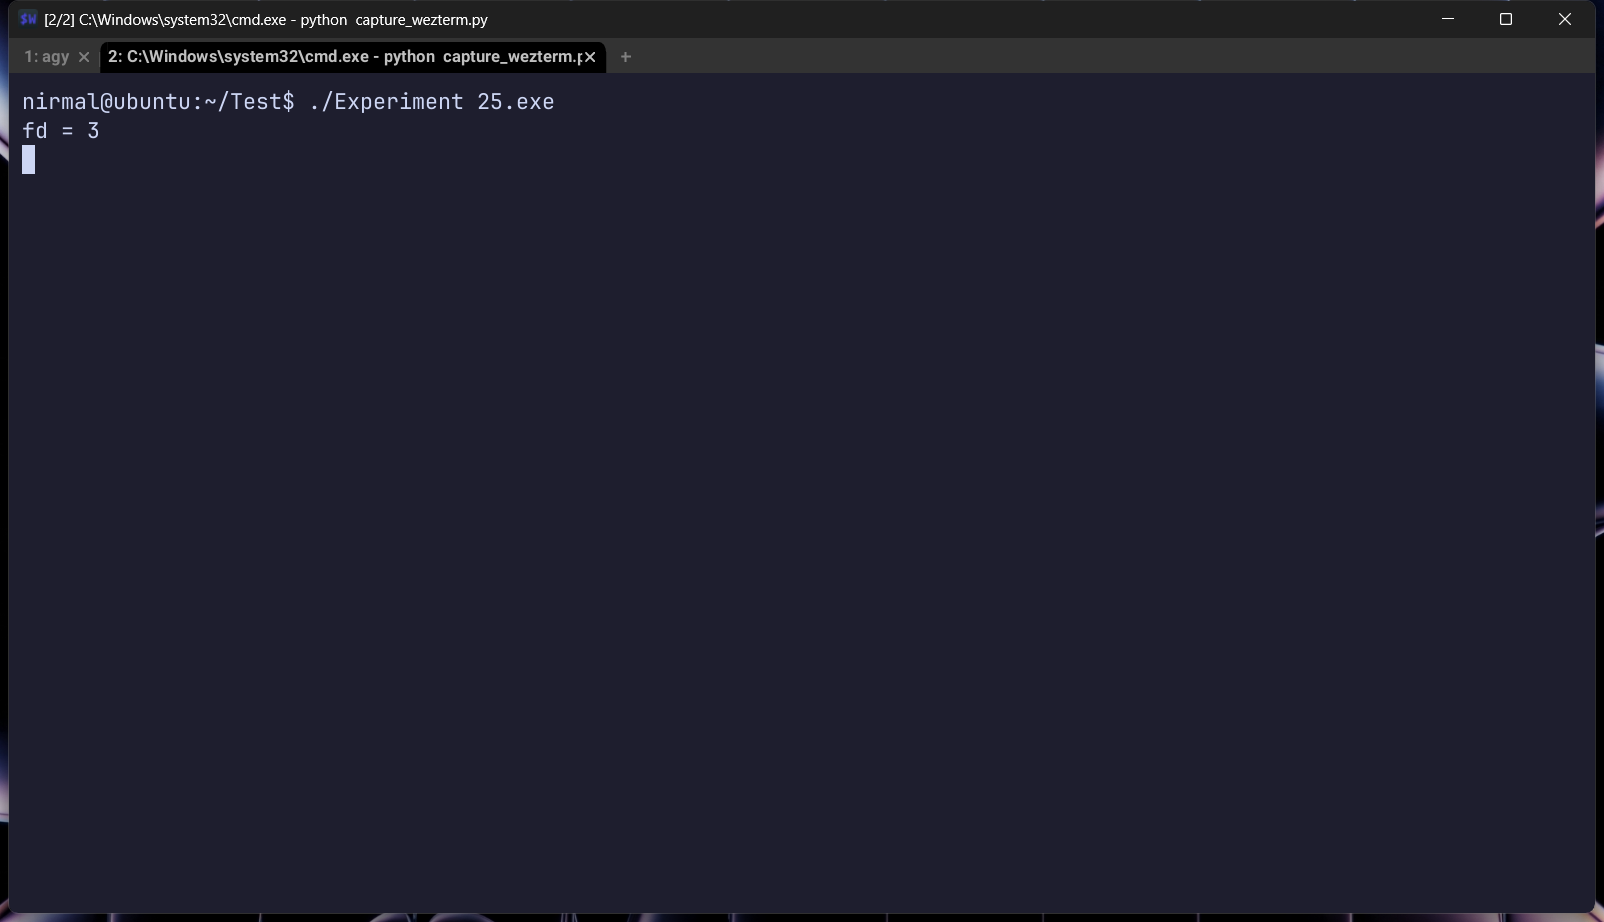 $W [2/2] C:\Windows\system32\cmd.exe - python  capture_wezterm.py
1: agy ✕ 2: C:\Windows\system32\cmd.exe - python  capture_wezterm.p✕ +
nirmal@ubuntu:~/Test$ ./Experiment 25.exe
fd = 3